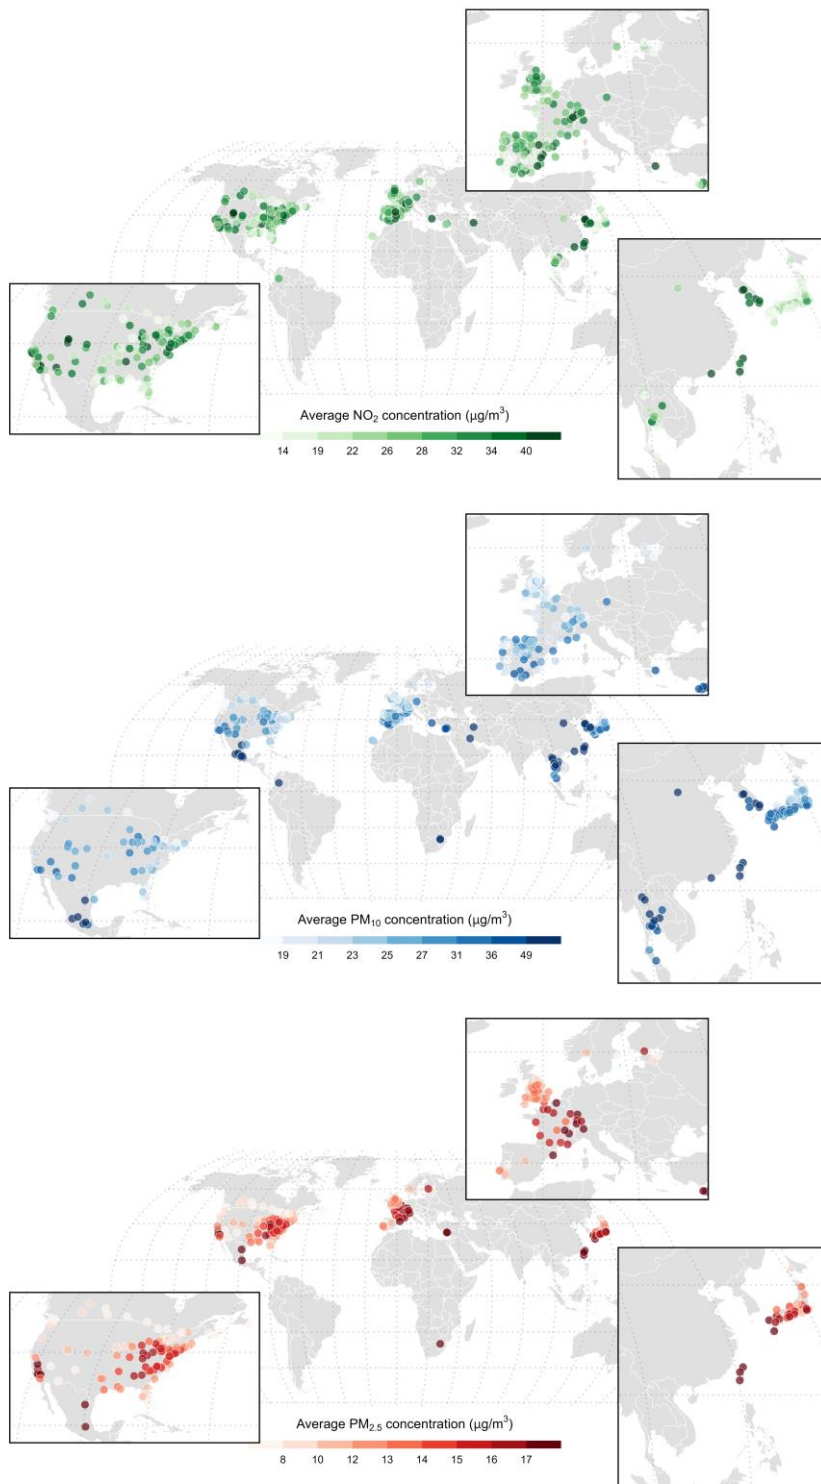 Average NO₂ concentration (μg/m³)
14 19 22 26 28 32 34 40
Average PM₁₀ concentration (μg/m³)
19 21 23 25 27 31 36 49
Average PM₂.₅ concentration (μg/m³)
8 10 12 13 14 15 16 17